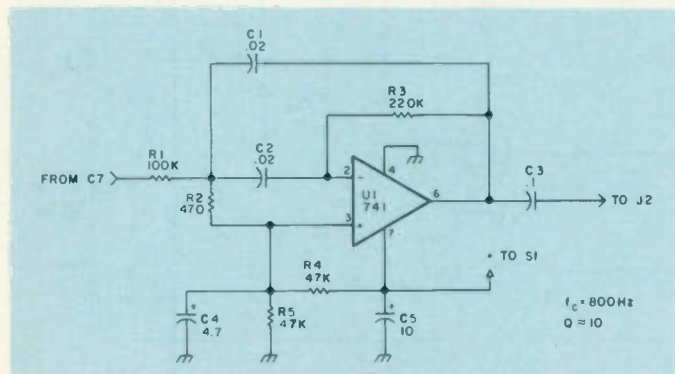 C1
.02
R3
220K
R1
100K
C2
.02
FROM C7
R2
470
2
-
4
U1
741
3
+
6
7
C3
.1
TO J2
+ TO S1
R4
47K
+
C4
4.7
R5
47K
+
C5
10
fC = 800Hz
Q ≈ 10